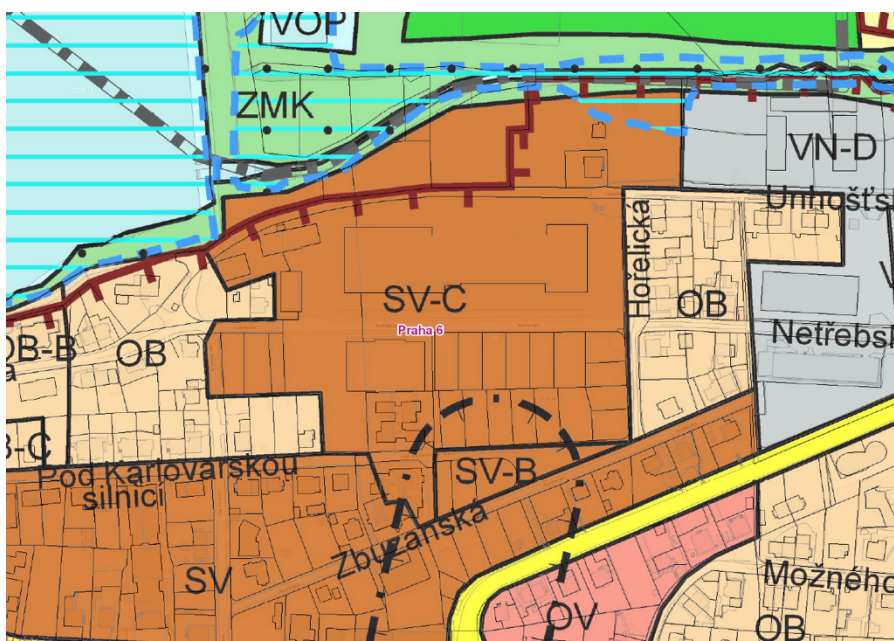 VOP
ZMK
VN-D
Unhošťs
Hořelická
SV-C
Praha 6
OB
V
Netřebsk
OB-B
OB
B-C
Pod Karlovarskou
silnicí
SV-B
Zbuzanská
SV
OV
Možného
OB